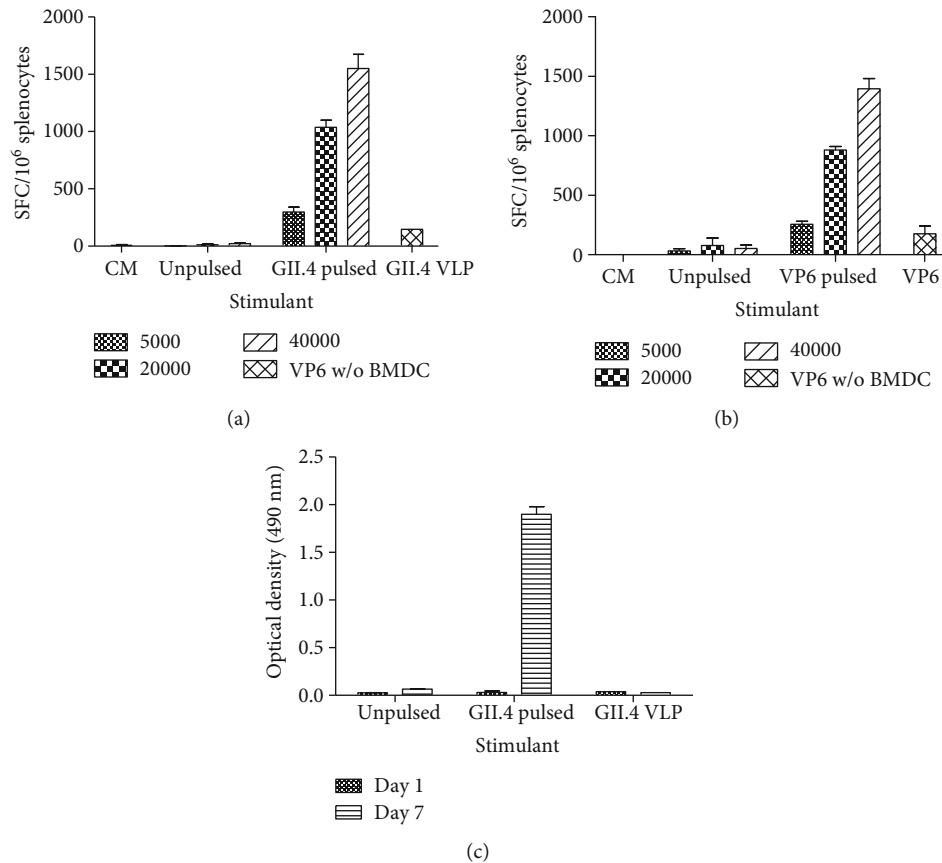 2000
1500
1000
500
0
SFC/10⁶ splenocytes
CM Unpulsed GII.4 pulsed GII.4 VLP
Stimulant
5000 40000
20000 VP6 w/o BMDC
(a)
2000
1500
1000
500
0
SFC/10⁶ splenocytes
CM Unpulsed VP6 pulsed VP6
Stimulant
5000 40000
20000 VP6 w/o BMDC
(b)
2.5
2.0
1.5
1.0
0.5
0.0
Optical density (490 nm)
Unpulsed GII.4 pulsed GII.4 VLP
Stimulant
Day 1
Day 7
(c)